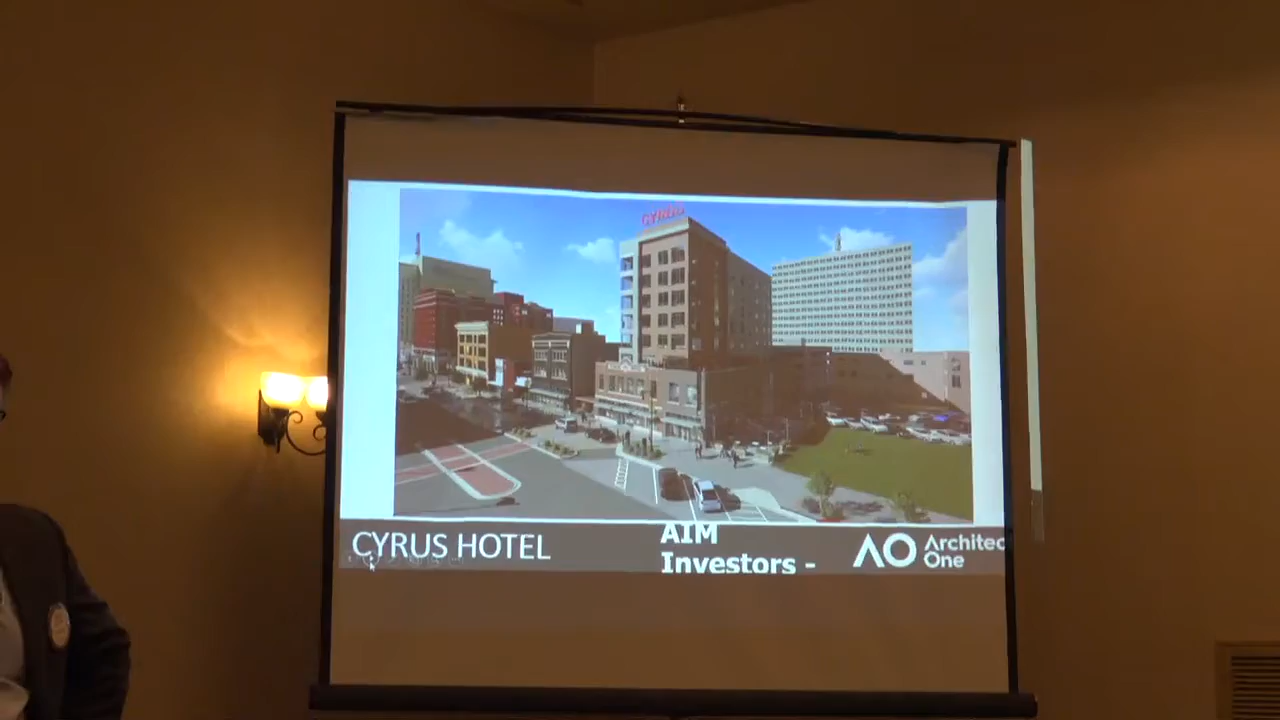 CYRUS
CYRUS HOTEL
AIM
Investors -
AO
Architec
One